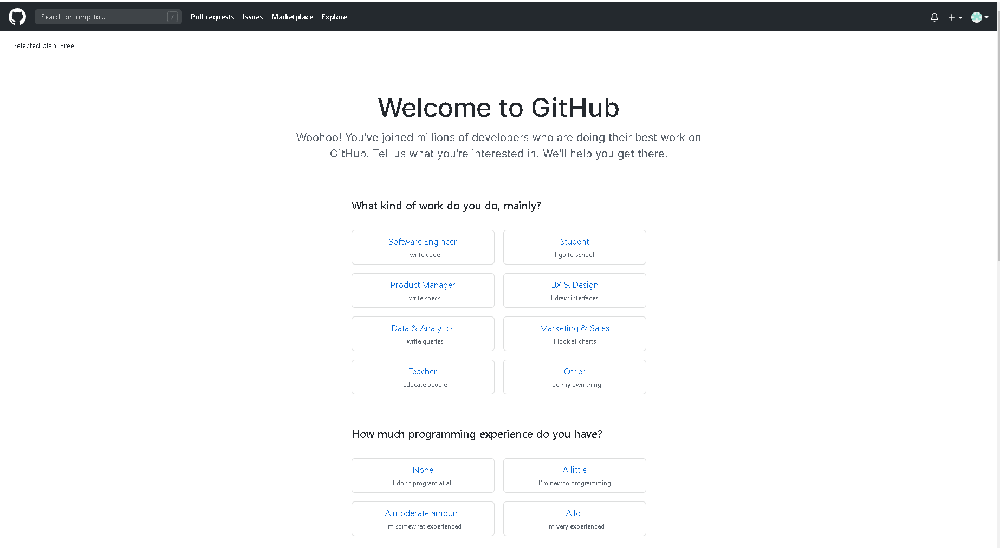 Search or jump to... /
Pull requests Issues Marketplace Explore
Selected plan: Free
Welcome to GitHub
Woohoo! You've joined millions of developers who are doing their best work on
GitHub. Tell us what you're interested in. We'll help you get there.
What kind of work do you do, mainly?
Software Engineer
I write code
Student
I go to school
Product Manager
I write specs
UX & Design
I draw interfaces
Data & Analytics
I write queries
Marketing & Sales
I look at charts
Teacher
I educate people
Other
I do my own thing
How much programming experience do you have?
None
I don't program at all
A little
I'm new to programming
A moderate amount
I'm somewhat experienced
A lot
I'm very experienced